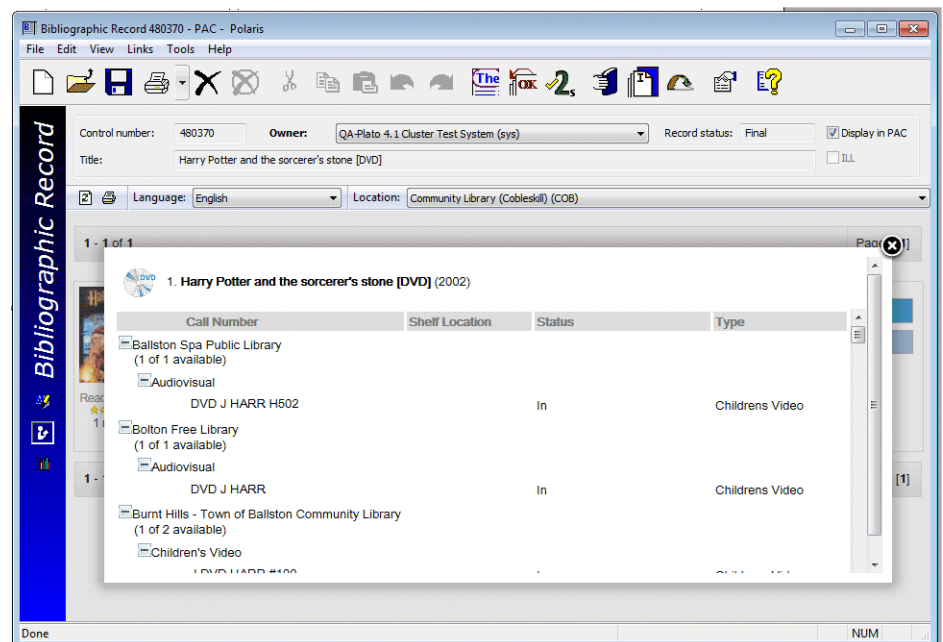 Bibliographic Record 480370 - PAC - Polaris
File Edit View Links Tools Help
The
Control number: 480370 Owner: QA-Plato 4.1 Cluster Test System (sys) Record status: Final Display in PAC
Title: Harry Potter and the sorcerer's stone [DVD] ILL
Bibliographic Record
Language: English Location: Community Library (Cobleskill) (COB)
1 - 1 of 1
DVD 1. Harry Potter and the sorcerer's stone [DVD] (2002)
Call Number Shelf Location Status Type
Ballston Spa Public Library
(1 of 1 available)
Audiovisual
DVD J HARR H502 In Childrens Video
Bolton Free Library
(1 of 1 available)
Audiovisual
DVD J HARR In Childrens Video
[1]
Burnt Hills - Town of Ballston Community Library
(1 of 2 available)
Children's Video
Done NUM